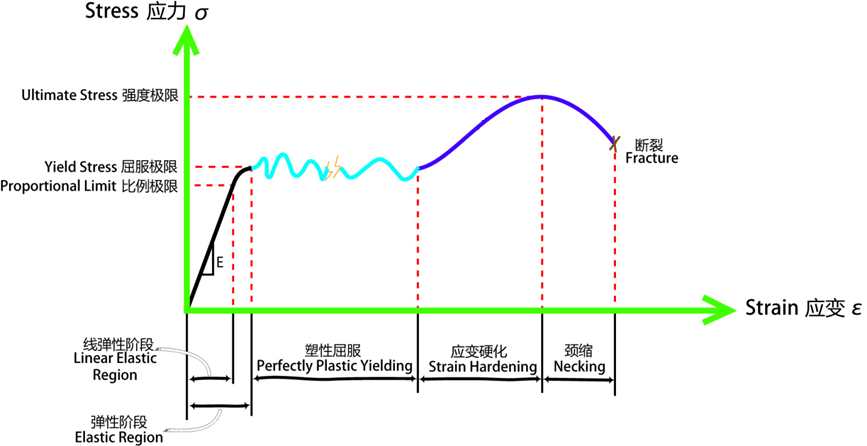 Stress 应力 σ
Ultimate Stress 强度极限
断裂
Fracture
Yield Stress 屈服极限
Proportional Limit 比例极限
E
Strain 应变 ε
线弹性阶段
Linear Elastic
Region
塑性屈服
Perfectly Plastic Yielding
应变硬化
Strain Hardening
颈缩
Necking
弹性阶段
Elastic Region